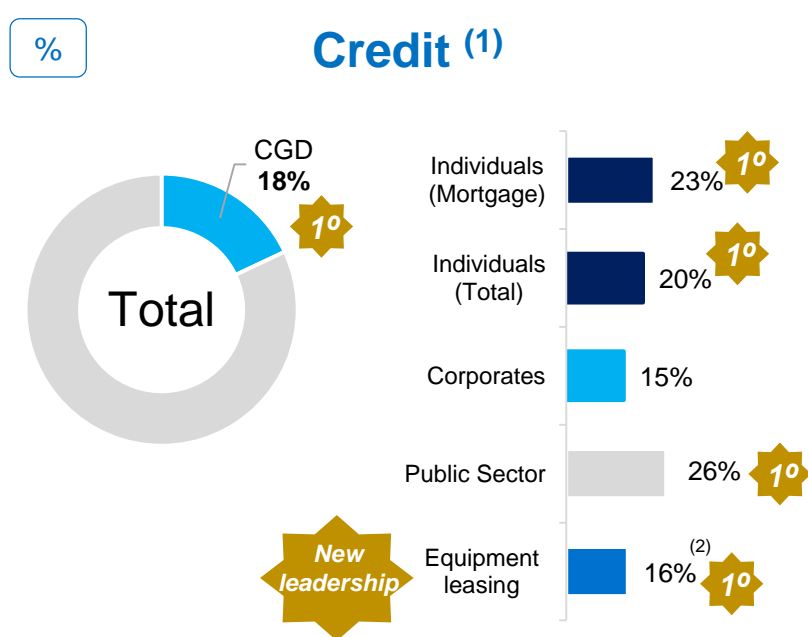 %
Credit (1)
CGD
18%
1º
Total
Individuals
(Mortgage)
23%
1º
Individuals
(Total)
20%
1º
Corporates
15%
Public Sector
26%
1º
New
leadership
Equipment
leasing
16% (2)
1º